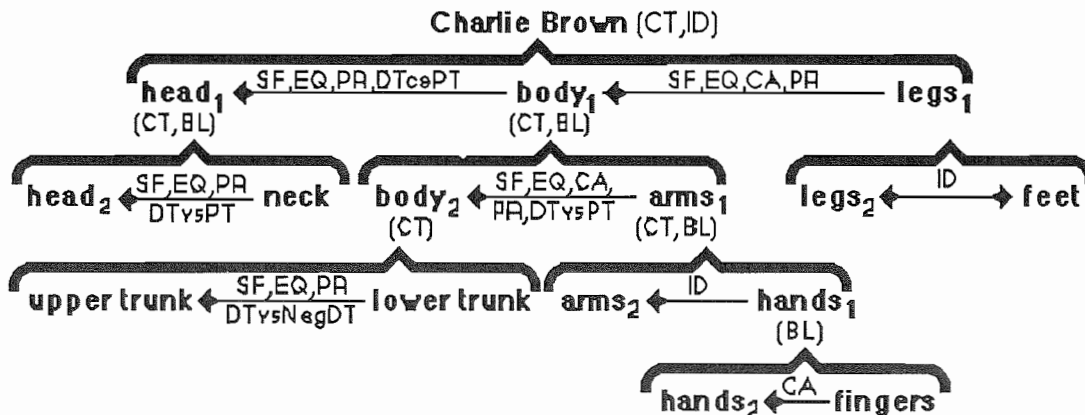 Charlie Brown (CT,ID)
head1 SF,EQ,PA,DTcsPT body1 SF,EQ,CA,PA legs1
(CT,BL) (CT,BL)
head2 SF,EQ,PA neck body2 SF,EQ,CA, arms1 legs2 ID feet
DTvsPT PA,DTvsPT
(CT) (CT,BL)
upper trunk SF,EQ,PA lower trunk arms2 ID hands1
DTvsNegDT (BL)
hands2 CA fingers